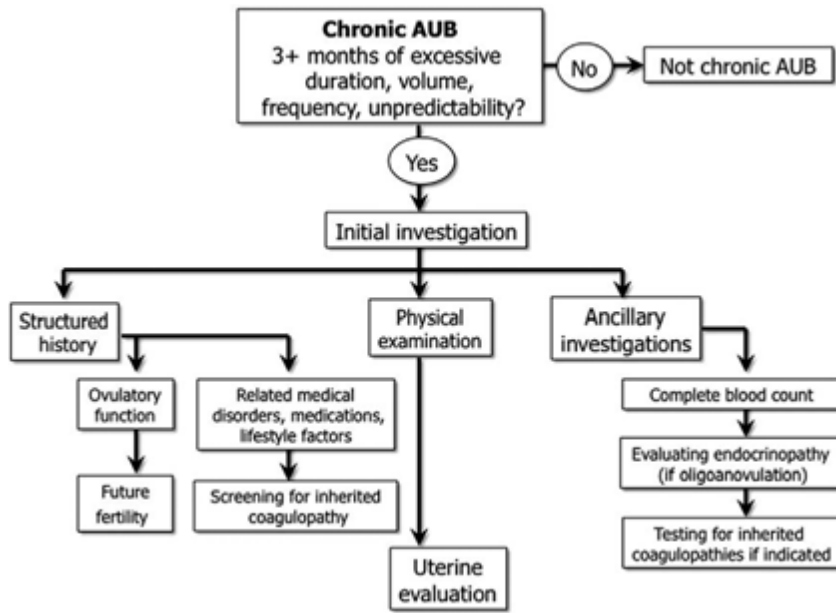 Chronic AUB
3+ months of excessive
duration, volume,
frequency, unpredictability?
No
Not chronic AUB
Yes
Initial investigation
Structured
history
Physical
examination
Ancillary
investigations
Ovulatory
function
Related medical
disorders, medications,
lifestyle factors
Complete blood count
Future
fertility
Screening for inherited
coagulopathy
Evaluating endocrinopathy
(if oligoanovulation)
Testing for inherited
coagulopathies if indicated
Uterine
evaluation